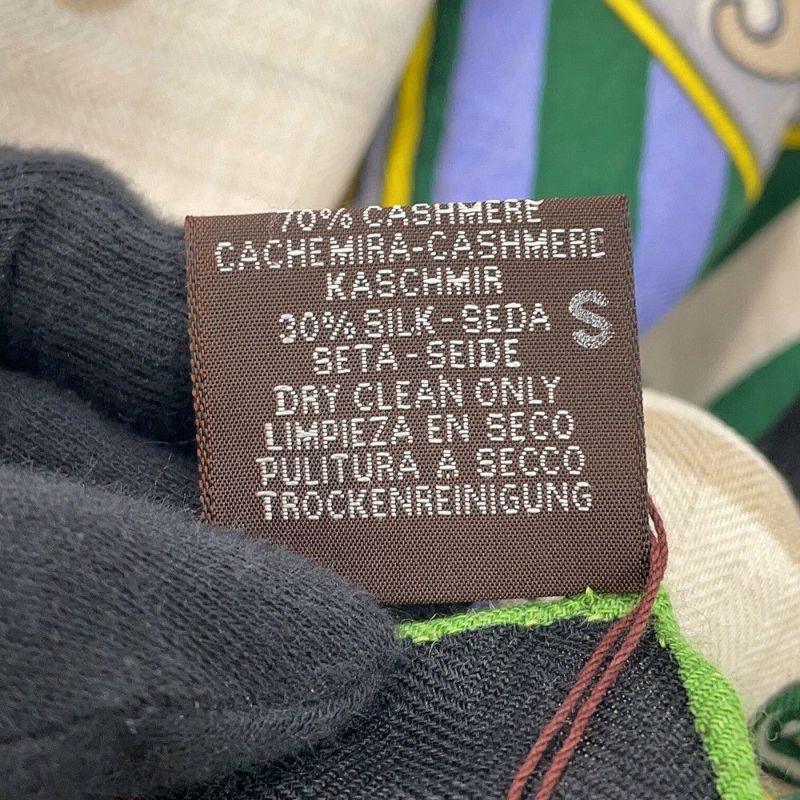 70% CASHMERE
CACHEMIRA-CASHMERE
KASCHMIR
30% SILK-SEDA
SETA-SEIDE
S
DRY CLEAN ONLY
LIMPIEZA EN SECO
PULITURA A SECCO
TROCKENREINIGUNG